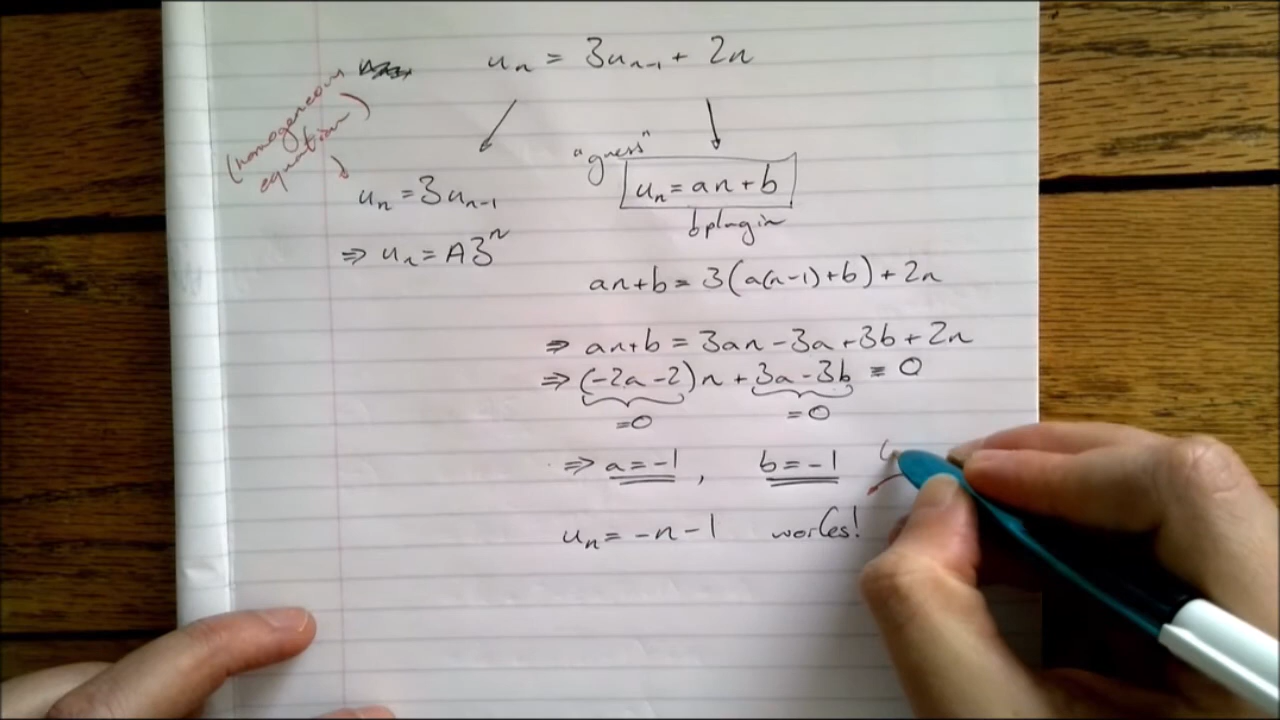 uₙ = 3uₙ₋₁ + 2n
(homogeneous
equation)
"guess"
uₙ = 3uₙ₋₁
uₙ = an + b
⇒ uₙ = A3ⁿ
& plug in
an + b = 3(a(n-1) + b) + 2n
⇒ an + b = 3an - 3a + 3b + 2n
⇒ (-2a - 2)n + 3a - 3b = 0
=0 =0
⇒ a = -1 , b = -1
uₙ = -n - 1 works!